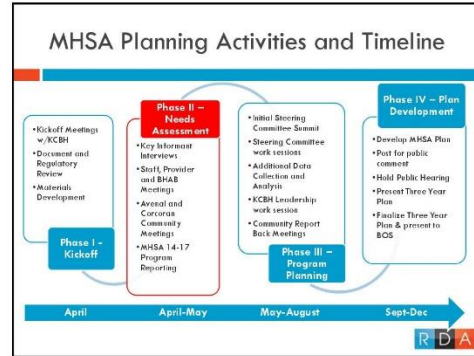 MHSA Planning Activities and Timeline
• Kickoff Meetings
w/KCBH
• Document and
Regulatory
Review
• Materials
Development
Phase I -
Kickoff
Phase II –
Needs
Assessment
• Key Informant
Interviews
• Staff, Provider
and BHAB
Meetings
• Avenal and
Corcoran
Community
Meetings
• MHSA 14-17
Program
Reporting
• Initial Steering
Committee Summit
• Steering Committee
work sessions
• Additional Data
Collection and
Analysis
• KCBH Leadership
work session
• Community Report
Back Meetings
Phase III –
Program
Planning
Phase IV – Plan
Development
• Develop MHSA Plan
• Post for public
comment
• Hold Public Hearing
• Present Three Year
Plan
• Finalize Three Year
Plan & present to
BOS
April
April-May
May-August
Sept-Dec
RDA